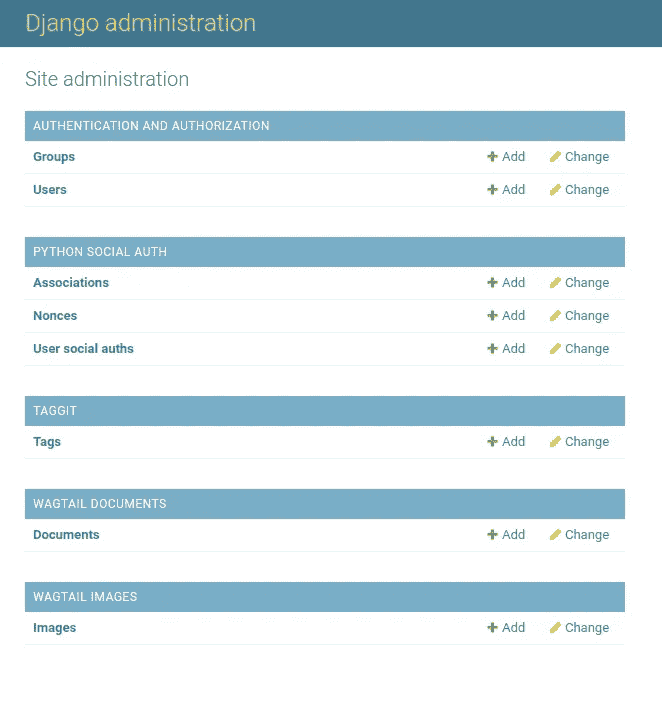 Django administration
Site administration
AUTHENTICATION AND AUTHORIZATION
Groups Add Change
Users Add Change
PYTHON SOCIAL AUTH
Associations Add Change
Nonces Add Change
User social auths Add Change
TAGGIT
Tags Add Change
WAGTAIL DOCUMENTS
Documents Add Change
WAGTAIL IMAGES
Images Add Change